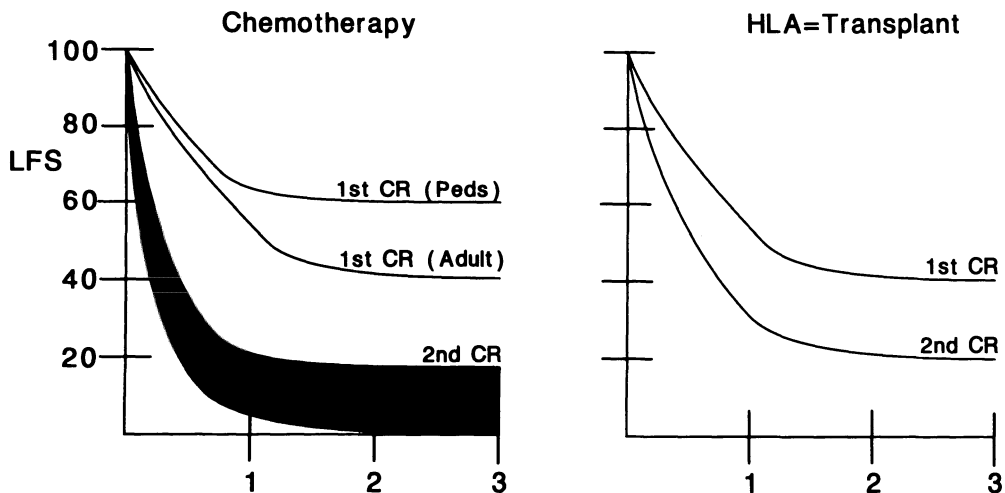 Chemotherapy
100
80
LFS
60
40
20
1st CR (Peds)
1st CR (Adult)
2nd CR
1
2
3
HLA=Transplant
1st CR
2nd CR
1
2
3